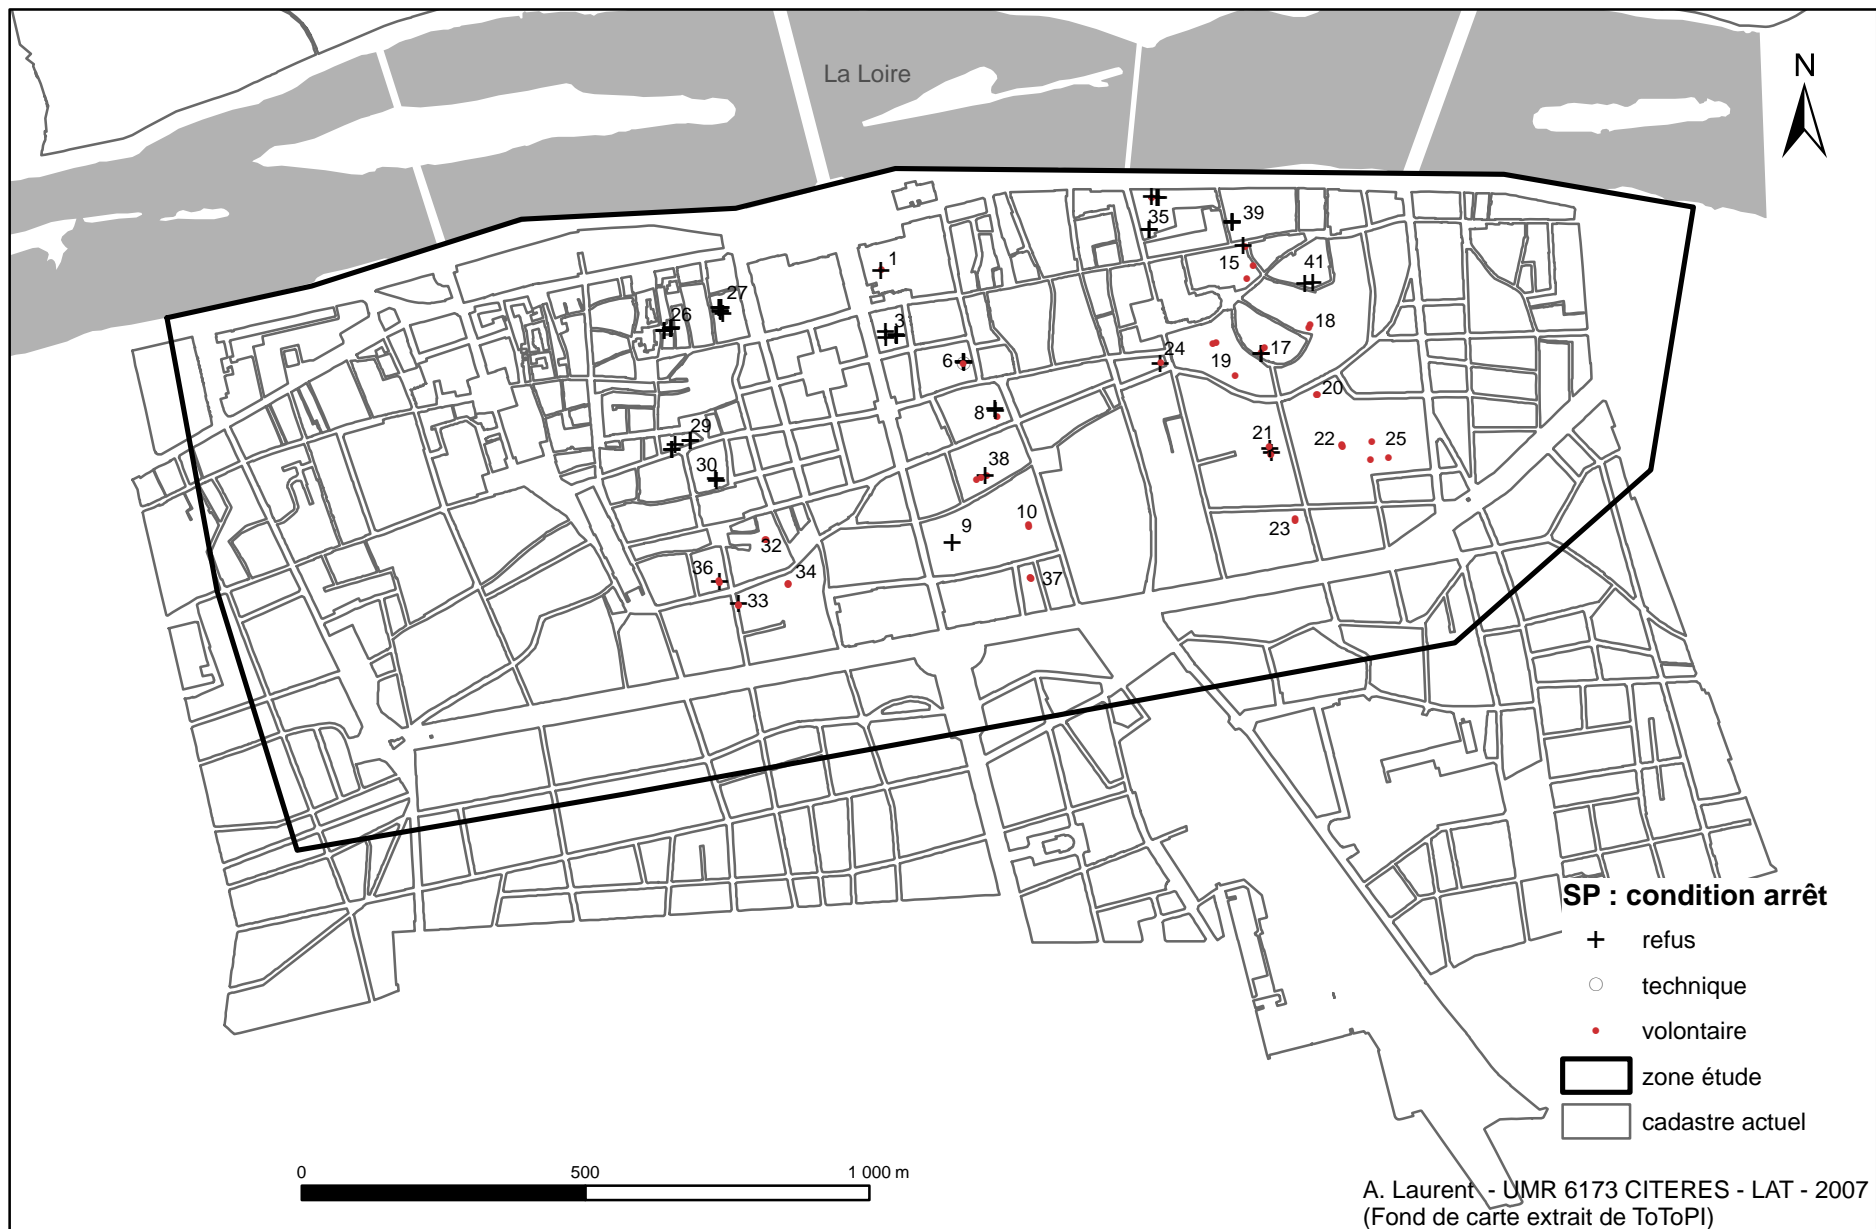 La Loire
N
35
39
1
15
41
27
26
3
18
24
17
6
19
20
8
29
21
22
25
30
38
10
23
9
32
36
34
37
33
SP : condition arrêt
refus
technique
volontaire
zone étude
cadastre actuel
0 500 1 000 m
A. Laurent - UMR 6173 CITERES - LAT - 2007
(Fond de carte extrait de ToToPI)